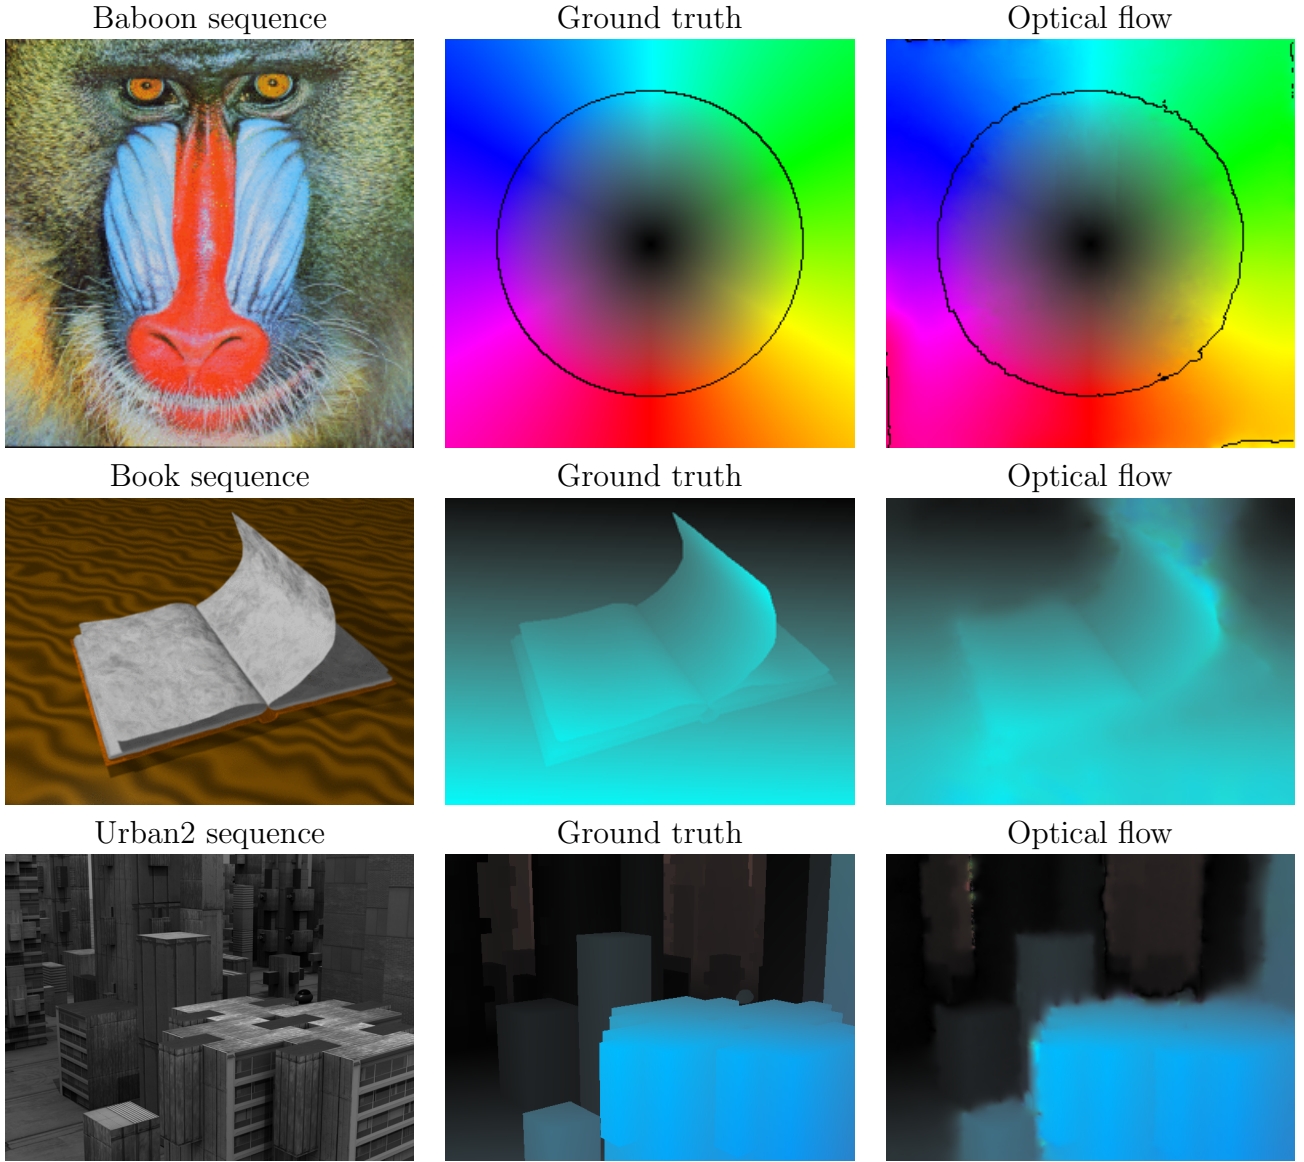 Baboon sequence
Ground truth
Optical flow
Book sequence
Ground truth
Optical flow
Urban2 sequence
Ground truth
Optical flow